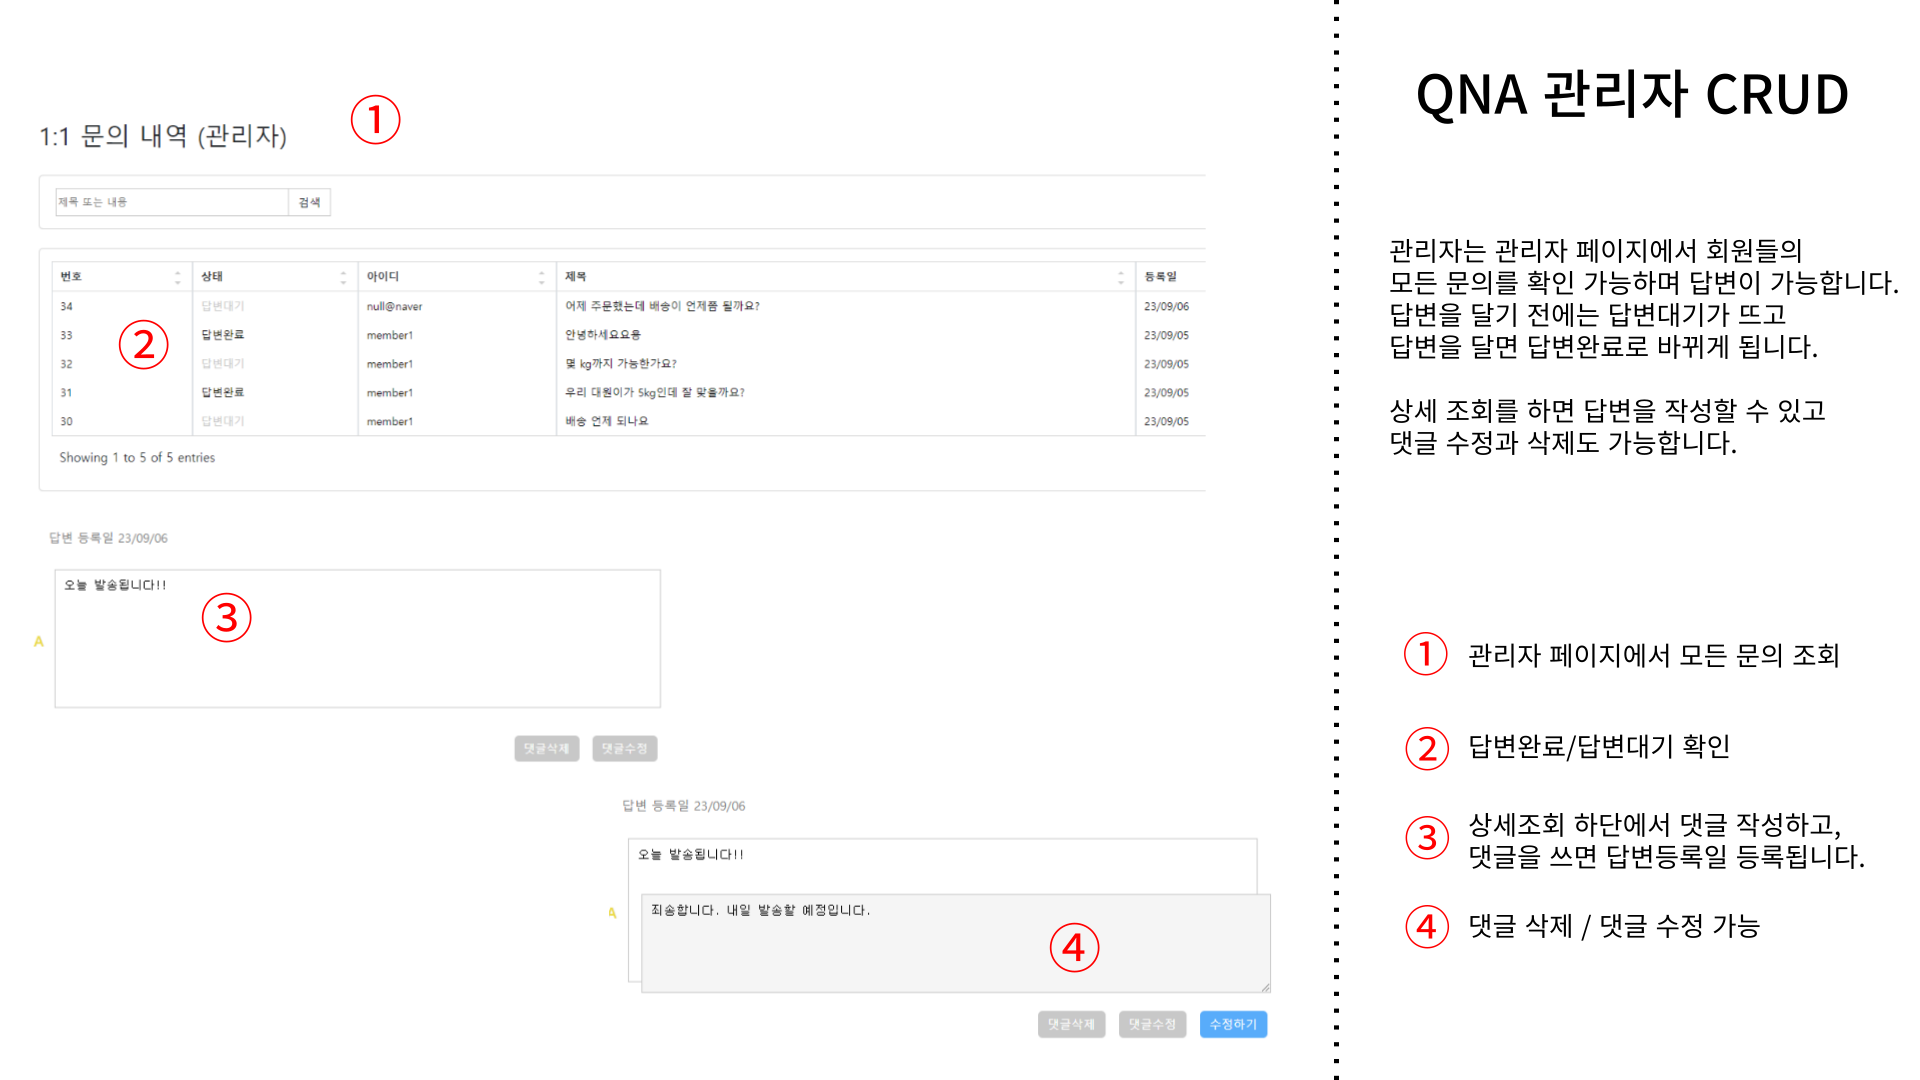 1:1 문의 내역 (관리자)
①
제목 또는 내용
검색
번호 상태 아이디 제목 등록일
34 답변대기 null@naver 어제 주문했는데 배송이 언제쯤 될까요? 23/09/06
33 답변완료 member1 안녕하세요요용 23/09/05
②
32 답변대기 member1 몇 kg까지 가능한가요? 23/09/05
31 답변완료 member1 우리 대원이가 5kg인데 잘 맞을까요? 23/09/05
30 답변대기 member1 배송 언제 되나요 23/09/05
Showing 1 to 5 of 5 entries
답변 등록일 23/09/06
오늘 발송됩니다!!
③
A
댓글삭제 댓글수정
답변 등록일 23/09/06
오늘 발송됩니다!!
A
죄송합니다. 내일 발송할 예정입니다.
④
댓글삭제 댓글수정 수정하기
QNA 관리자 CRUD
관리자는 관리자 페이지에서 회원들의
모든 문의를 확인 가능하며 답변이 가능합니다.
답변을 달기 전에는 답변대기가 뜨고
답변을 달면 답변완료로 바뀌게 됩니다.
상세 조회를 하면 답변을 작성할 수 있고
댓글 수정과 삭제도 가능합니다.
① 관리자 페이지에서 모든 문의 조회
② 답변완료/답변대기 확인
③ 상세조회 하단에서 댓글 작성하고,
댓글을 쓰면 답변등록일 등록됩니다.
④ 댓글 삭제 / 댓글 수정 가능